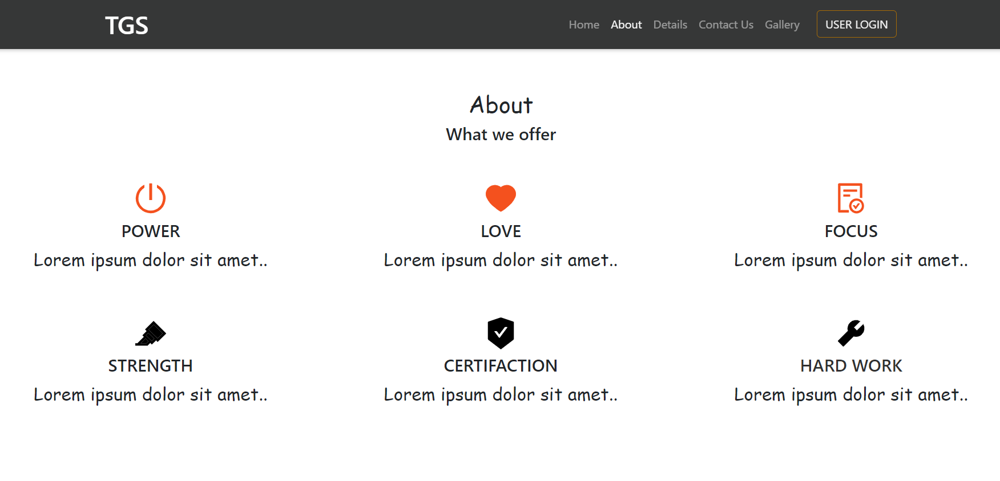 TGS
Home About Details Contact Us Gallery USER LOGIN
About
What we offer
POWER LOVE FOCUS
Lorem ipsum dolor sit amet.. Lorem ipsum dolor sit amet.. Lorem ipsum dolor sit amet..
STRENGTH CERTIFACTION HARD WORK
Lorem ipsum dolor sit amet.. Lorem ipsum dolor sit amet.. Lorem ipsum dolor sit amet..